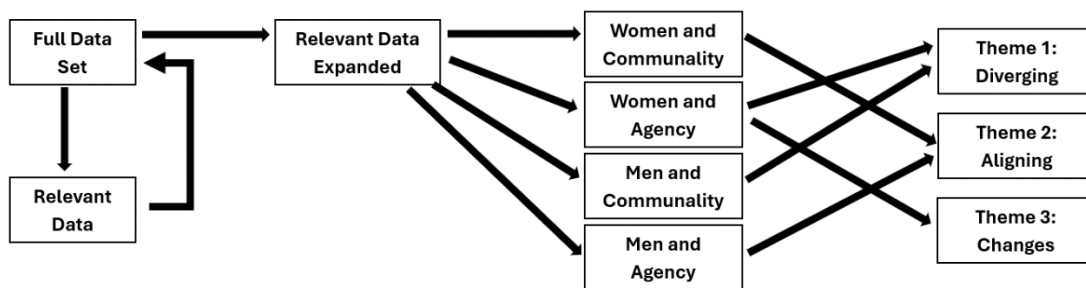 Full Data
Set
Relevant
Data
Relevant Data
Expanded
Women and
Communality
Women and
Agency
Men and
Communality
Men and
Agency
Theme 1:
Diverging
Theme 2:
Aligning
Theme 3:
Changes